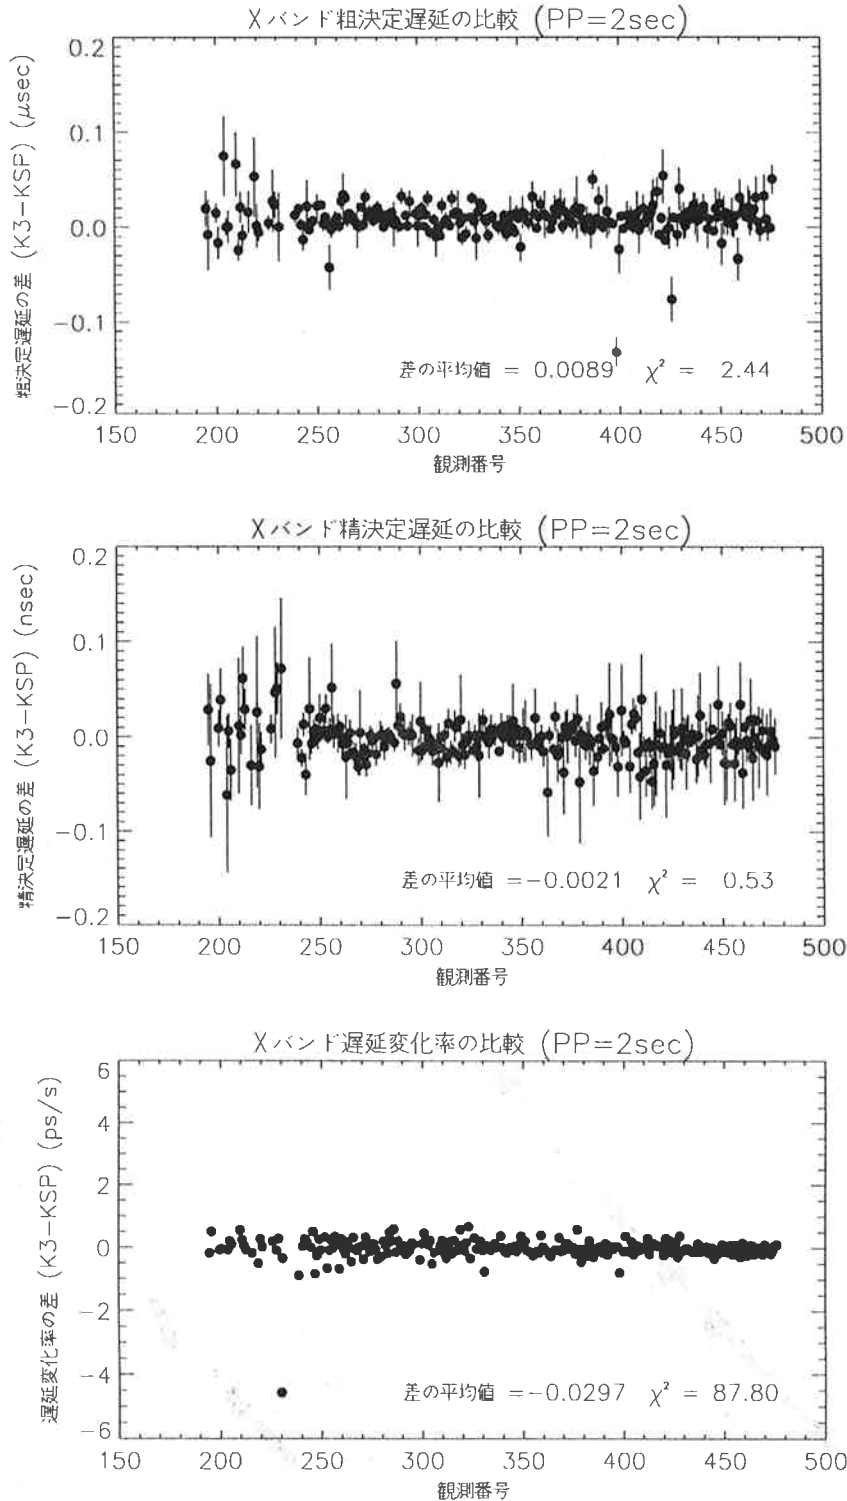 Xバンド粗決定遅延の比較 (PP=2sec)
粗決定遅延の差 (K3-KSP) (μsec)
0.2
0.1
0.0
-0.1
-0.2
差の平均値 = 0.0089 χ² = 2.44
150 200 250 300 350 400 450 500
観測番号
Xバンド精決定遅延の比較 (PP=2sec)
精決定遅延の差 (K3-KSP) (nsec)
0.2
0.1
0.0
-0.1
-0.2
差の平均値 =-0.0021 χ² = 0.53
150 200 250 300 350 400 450 500
観測番号
Xバンド遅延変化率の比較 (PP=2sec)
遅延変化率の差 (K3-KSP) (ps/s)
6
4
2
0
-2
-4
-6
差の平均値 =-0.0297 χ² = 87.80
150 200 250 300 350 400 450 500
観測番号